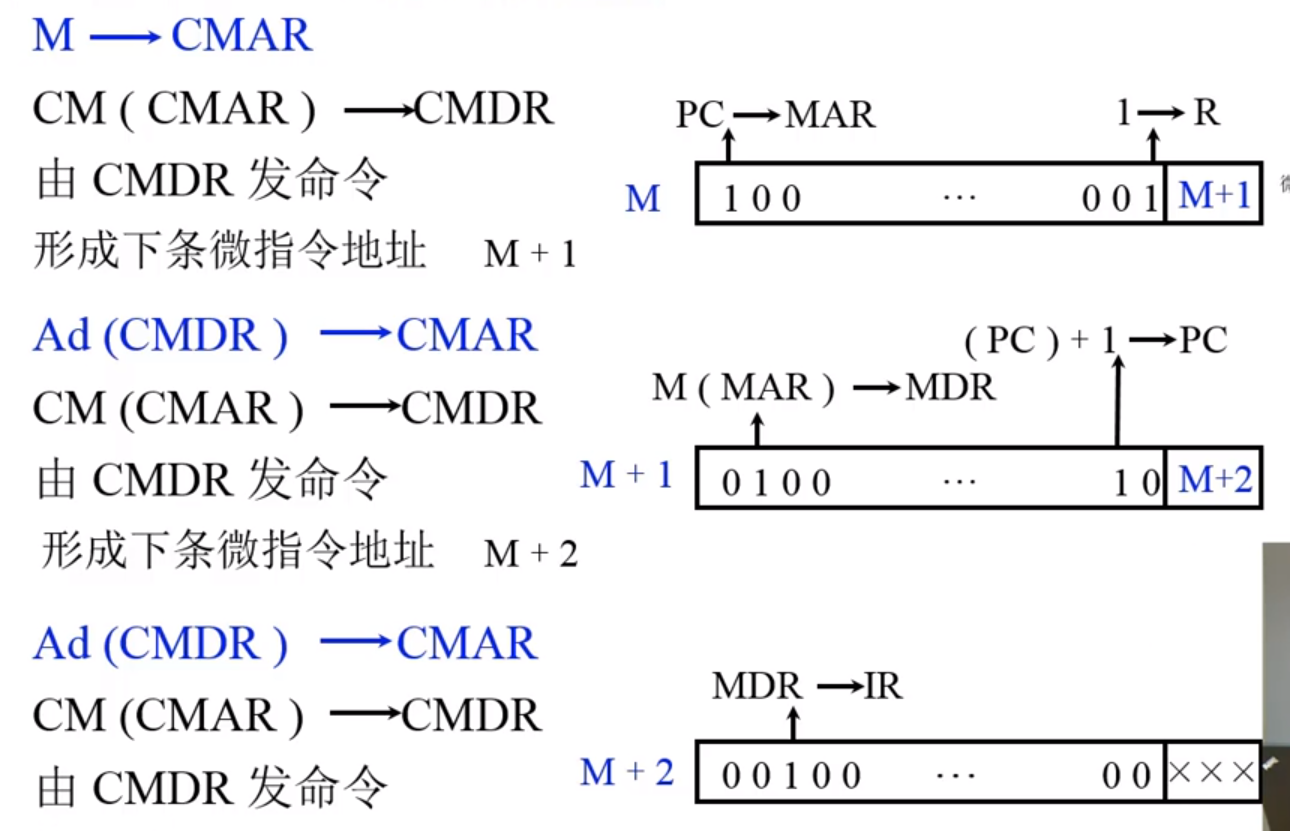 M → CMAR
CM ( CMAR ) → CMDR
由 CMDR 发命令
形成下条微指令地址 M + 1
PC → MAR
1 → R
M
1 0 0 ··· 0 0 1 M+1
Ad (CMDR ) → CMAR
CM (CMAR ) → CMDR
由 CMDR 发命令
形成下条微指令地址 M + 2
( PC ) + 1 → PC
M ( MAR ) → MDR
M + 1
0 1 0 0 ··· 1 0 M+2
Ad (CMDR ) → CMAR
CM (CMAR ) → CMDR
由 CMDR 发命令
MDR → IR
M + 2
0 0 1 0 0 ··· 0 0 ×××